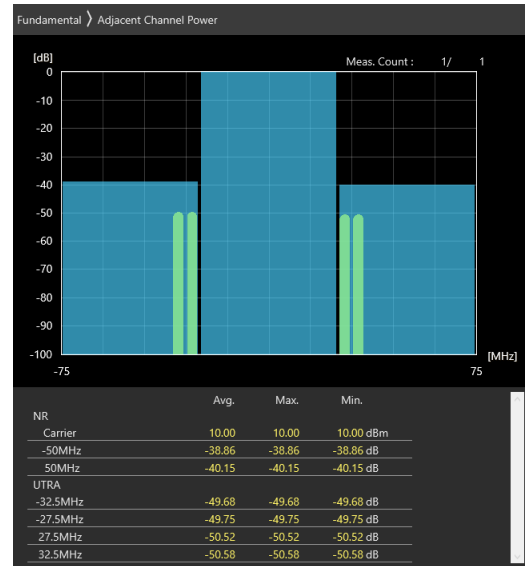 Fundamental 〉 Adjacent Channel Power
[dB]
Meas. Count : 1/ 1
0
-10
-20
-30
-40
-50
-60
-70
-80
-90
-100
[MHz]
-75 75
Avg. Max. Min.
NR
Carrier 10.00 10.00 10.00 dBm
-50MHz -38.86 -38.86 -38.86 dB
50MHz -40.15 -40.15 -40.15 dB
UTRA
-32.5MHz -49.68 -49.68 -49.68 dB
-27.5MHz -49.75 -49.75 -49.75 dB
27.5MHz -50.52 -50.52 -50.52 dB
32.5MHz -50.58 -50.58 -50.58 dB